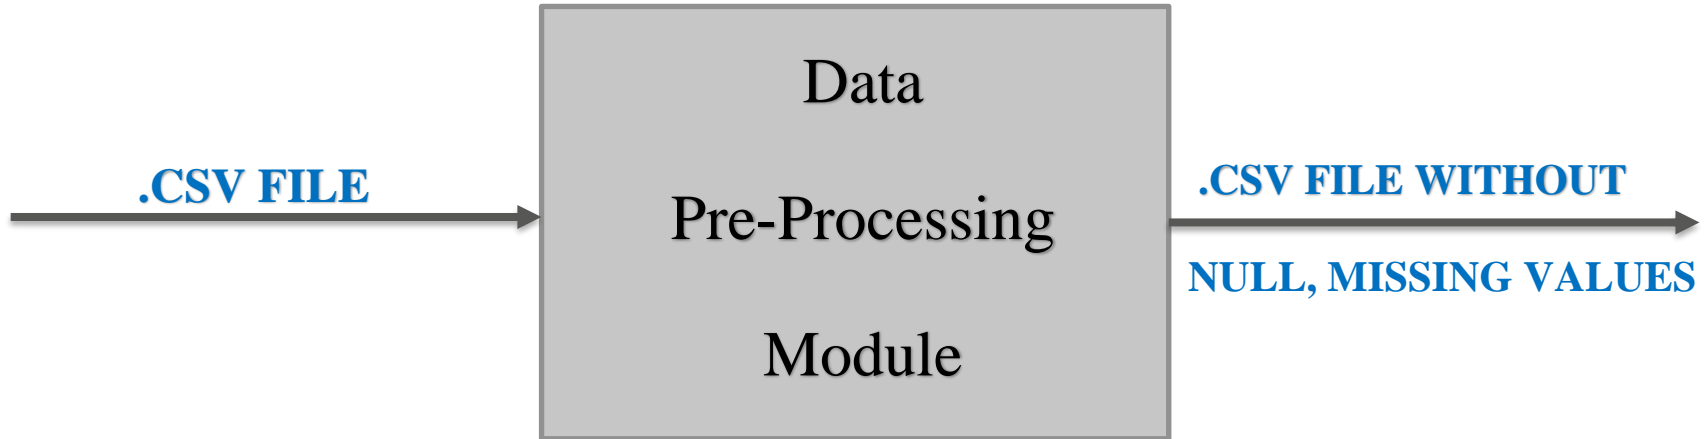 .CSV FILE
Data
Pre-Processing
Module
.CSV FILE WITHOUT
NULL, MISSING VALUES